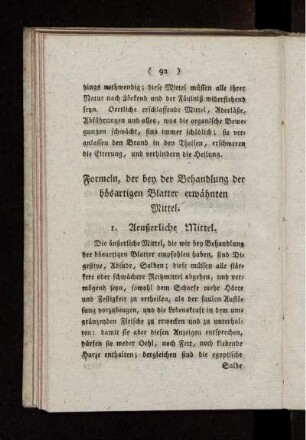 ( 92 )
dings nothwendig; diese Mittel müssen alle ihrer
Natur nach stärkend und der Fäulniß widerstehend
seyn. Oertliche erschlaffende Mittel, Aderläße,
Abführungen und alles, was die organische Bewe-
gungen schwächt, sind immer schädlich; sie ver-
anlassen den Brand in den Theilen, erschweren
die Eiterung, und verhindern die Heilung.
Formeln, der bey der Behandlung der
bösartigen Blatter erwähnten
Mittel.
1. Aeußerliche Mittel.
Die äußerliche Mittel, die wir bey Behandlung
der bösartigen Blatter empfohlen haben, sind Di-
gestive, Absude, Salben; diese müssen alle stär-
kere oder schwächere Reitzmittel abgeben, und ver-
mögend seyn, sowohl dem Schorfe mehr Härte
und Festigkeit zu ertheilen, als der faulen Auflö-
sung vorzubeugen, und die Lebenskraft in dem um-
gränzenden Fleische zu erwecken und zu unterhal-
ten: damit sie aber diesen Anzeigen entsprechen,
dürfen sie weder Oehl, noch Fett, noch klebende
Harze enthalten; dergleichen sind die egyptische
Salbe